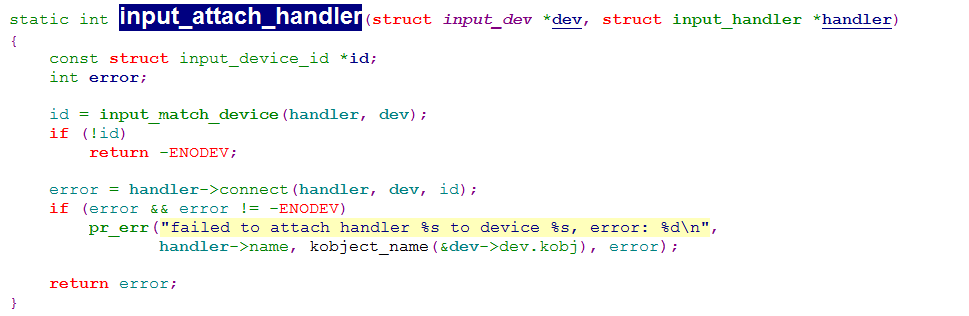 static int input_attach_handler(struct input_dev *dev, struct input_handler *handler)
{
    const struct input_device_id *id;
    int error;

    id = input_match_device(handler, dev);
    if (!id)
        return -ENODEV;

    error = handler->connect(handler, dev, id);
    if (error && error != -ENODEV)
        pr_err("failed to attach handler %s to device %s, error: %d\n",
               handler->name, kobject_name(&dev->dev.kobj), error);

    return error;
}